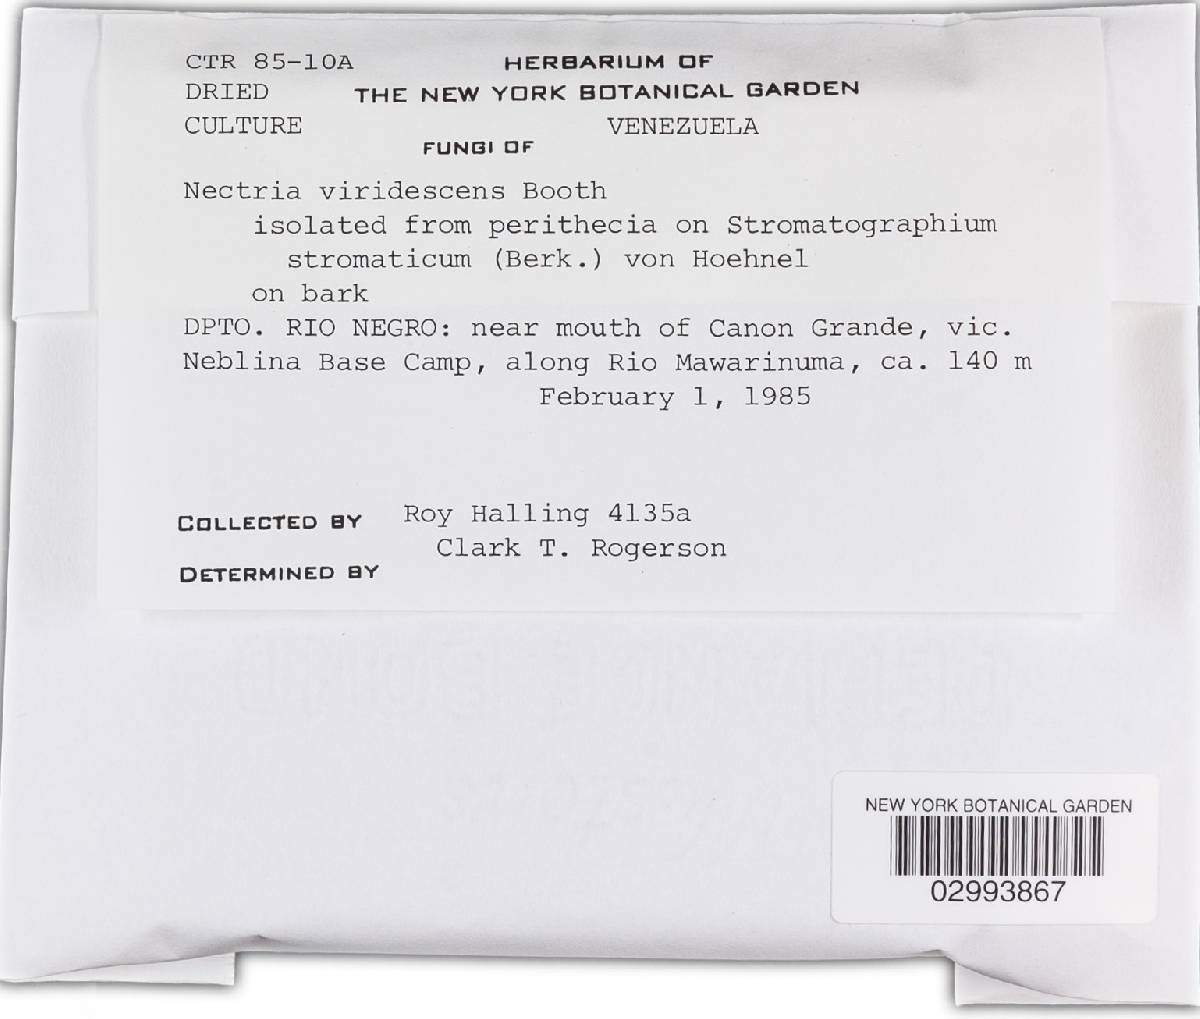 CTR 85-10A HERBARIUM OF
DRIED THE NEW YORK BOTANICAL GARDEN
CULTURE VENEZUELA
FUNGI OF
Nectria viridescens Booth
isolated from perithecia on Stromatographium
stromaticum (Berk.) von Hoehnel
on bark
DPTO. RIO NEGRO: near mouth of Canon Grande, vic.
Neblina Base Camp, along Rio Mawarinuma, ca. 140 m
February 1, 1985
COLLECTED BY Roy Halling 4135a
Clark T. Rogerson
DETERMINED BY
NEW YORK BOTANICAL GARDEN
02993867